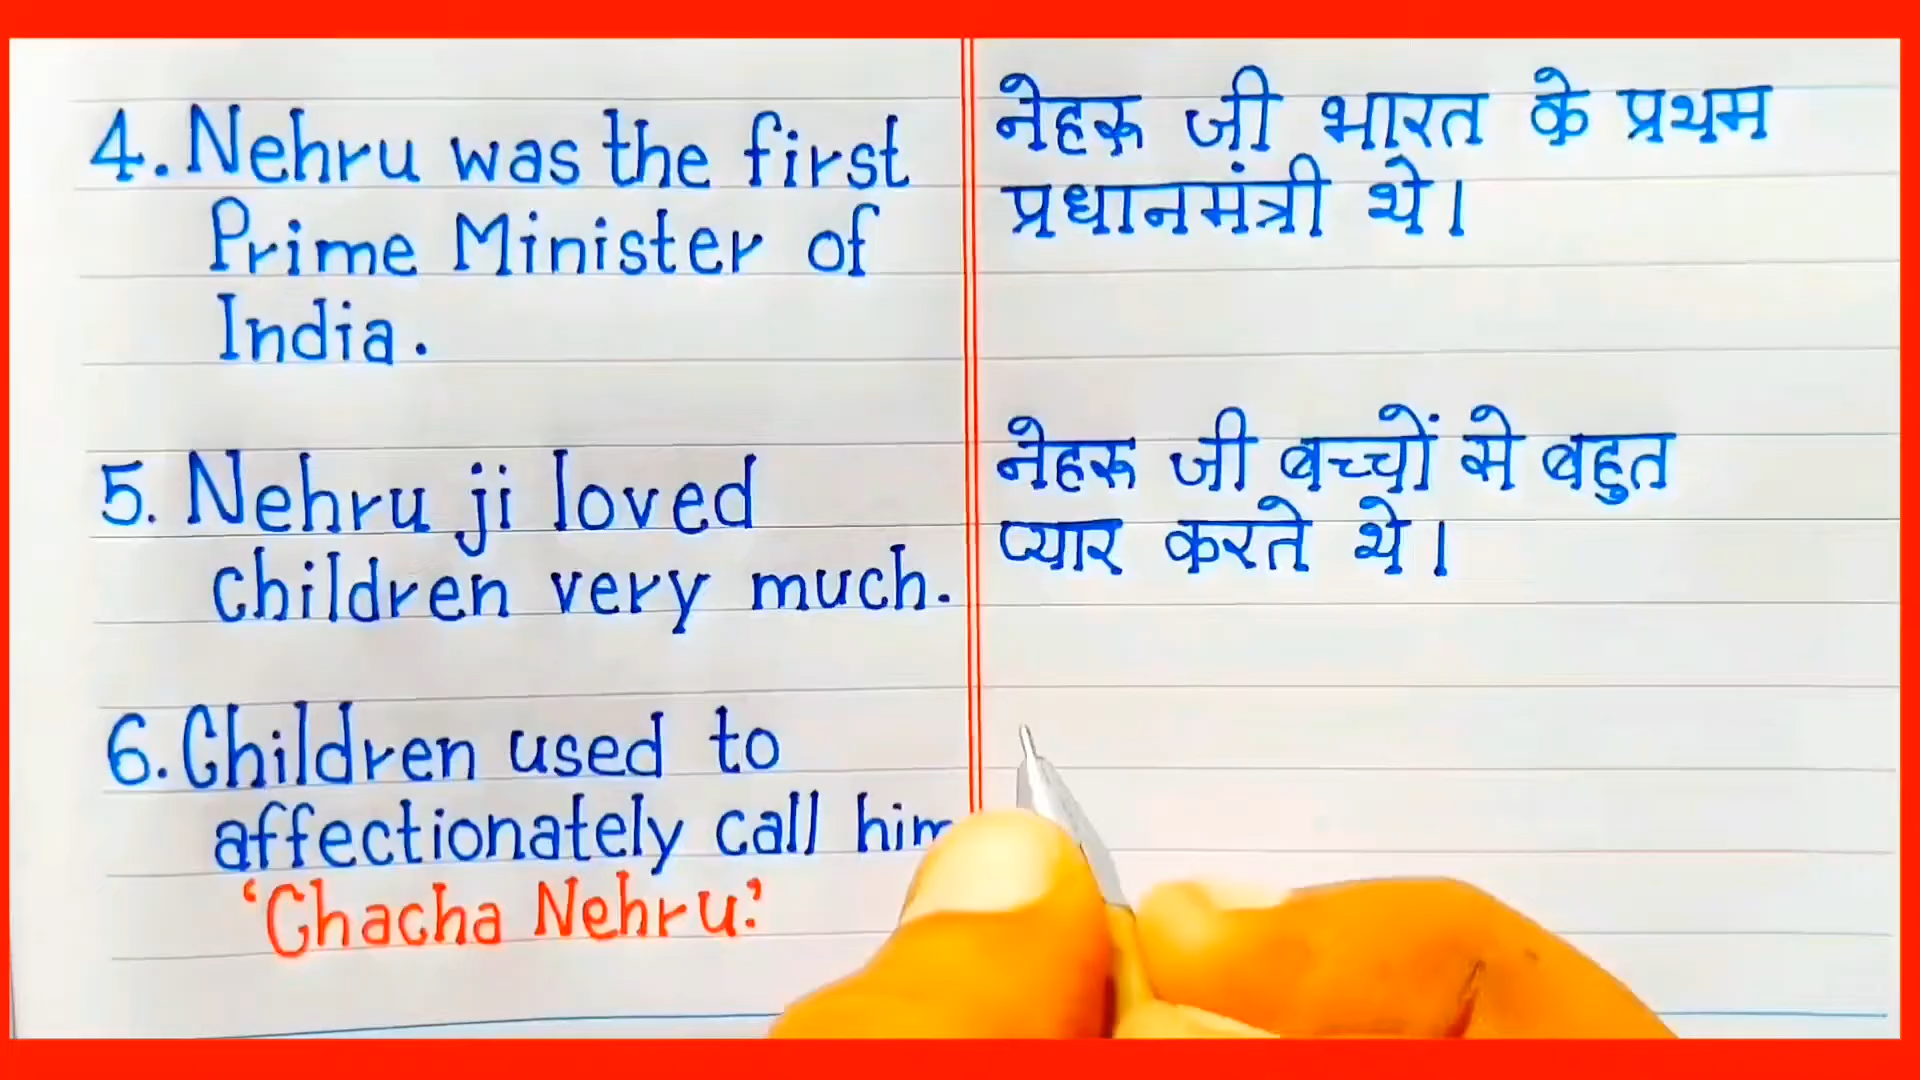 4. Nehru was the first
Prime Minister of
India.
नेहरू जी भारत के प्रथम
प्रधानमंत्री थे।
5. Nehru ji loved
children very much.
नेहरू जी बच्चों से बहुत
प्यार करते थे।
6. Children used to
affectionately call him
'Chacha Nehru.'